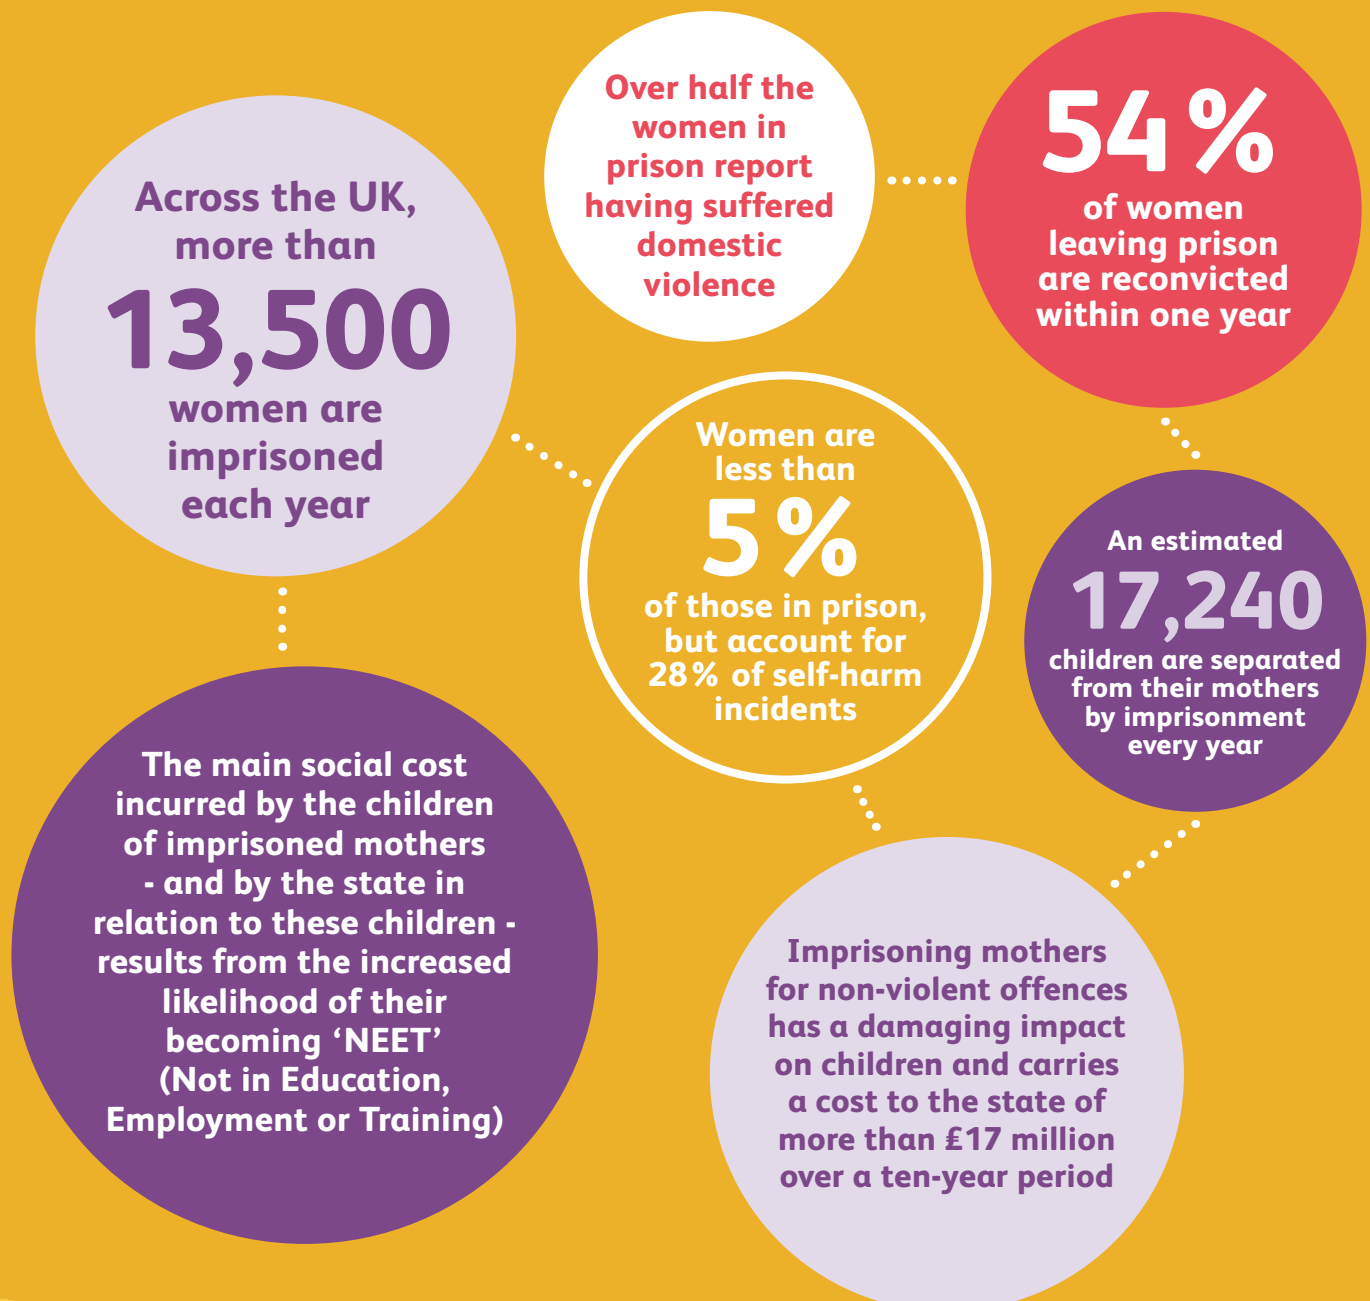 Across the UK,
more than
13,500
women are
imprisoned
each year
Over half the
women in
prison report
having suffered
domestic
violence
54%
of women
leaving prison
are reconvicted
within one year
Women are
less than
5%
of those in prison,
but account for
28% of self-harm
incidents
An estimated
17,240
children are separated
from their mothers
by imprisonment
every year
The main social cost
incurred by the children
of imprisoned mothers
- and by the state in
relation to these children -
results from the increased
likelihood of their
becoming ‘NEET’
(Not in Education,
Employment or Training)
Imprisoning mothers
for non-violent offences
has a damaging impact
on children and carries
a cost to the state of
more than £17 million
over a ten-year period